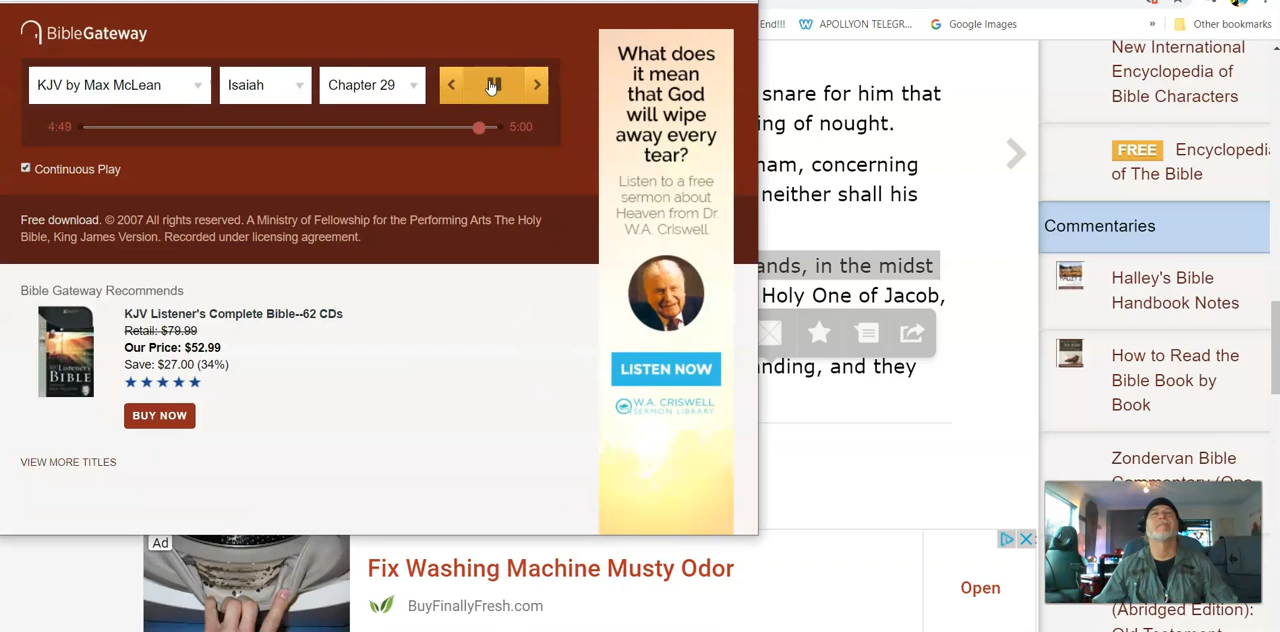 BibleGateway
KJV by Max McLean
Isaiah
Chapter 29
4:49
5:00
Continuous Play
Free download. © 2007 All rights reserved. A Ministry of Fellowship for the Performing Arts The Holy
Bible, King James Version. Recorded under licensing agreement.
Bible Gateway Recommends
KJV Listener's Complete Bible--62 CDs
Retail: $79.99
Our Price: $52.99
Save: $27.00 (34%)
BUY NOW
VIEW MORE TITLES
What does
it mean
that God
will wipe
away every
tear?
Listen to a free
sermon about
Heaven from Dr.
W.A. Criswell.
LISTEN NOW
W.A. CRISWELL
SERMON LIBRARY
End!!!
APOLLYON TELEGR...
Google Images
»
Other bookmarks
snare for him that
ing of nought.
ham, concerning
neither shall his
ands, in the midst
Holy One of Jacob,
anding, and they
New International
Encyclopedia of
Bible Characters
FREE Encyclopedi
of The Bible
Commentaries
Halley's Bible
Handbook Notes
How to Read the
Bible Book by
Book
Zondervan Bible
Commentary (One
(Abridged Edition):
Old Testament
Ad
Fix Washing Machine Musty Odor
BuyFinallyFresh.com
Open